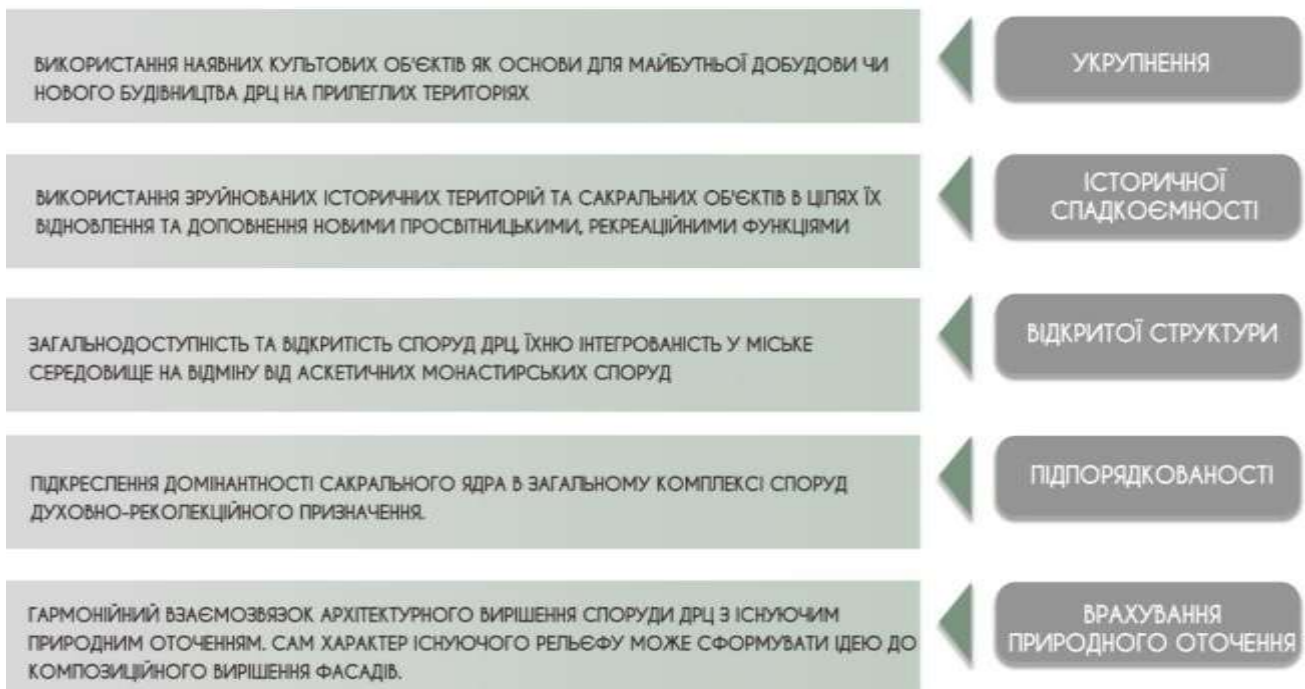 ВИКОРИСТАННЯ НАЯВНИХ КУЛЬТОВИХ ОБ'ЄКТІВ ЯК ОСНОВИ ДЛЯ МАЙБУТНЬОЇ ДОБУДОВИ ЧИ
НОВОГО БУДІВНИЦТВА ДРЦ НА ПРИЛЕГЛИХ ТЕРИТОРІЯХ
УКРУПНЕННЯ
ВИКОРИСТАННЯ ЗРУЙНОВАНИХ ІСТОРИЧНИХ ТЕРИТОРІЙ ТА САКРАЛЬНИХ ОБ'ЄКТІВ В ЦІЛЯХ ЇХ
ВІДНОВЛЕННЯ ТА ДОПОВНЕННЯ НОВИМИ ПРОСВІТНИЦЬКИМИ, РЕКРЕАЦІЙНИМИ ФУНКЦІЯМИ
ІСТОРИЧНОЇ
СПАДКОЄМНОСТІ
ЗАГАЛЬНОДОСТУПНІСТЬ ТА ВІДКРИТІСТЬ СПОРУД ДРЦ, ЇХНЮ ІНТЕГРОВАНІСТЬ У МІСЬКЕ
СЕРЕДОВИЩЕ НА ВІДМІНУ ВІД АСКЕТИЧНИХ МОНАСТИРСЬКИХ СПОРУД
ВІДКРИТОЇ СТРУКТУРИ
ПІДКРЕСЛЕННЯ ДОМІНАНТНОСТІ САКРАЛЬНОГО ЯДРА В ЗАГАЛЬНОМУ КОМПЛЕКСІ СПОРУД
ДУХОВНО-РЕКОЛЕКЦІЙНОГО ПРИЗНАЧЕННЯ.
ПІДПОРЯДКОВАНОСТІ
ГАРМОНІЙНИЙ ВЗАЄМОЗВЯЗОК АРХІТЕКТУРНОГО ВИРІШЕННЯ СПОРУДИ ДРЦ З ІСНУЮЧИМ
ПРИРОДНИМ ОТОЧЕННЯМ. САМ ХАРАКТЕР ІСНУЮЧОГО РЕЛЬЄФУ МОЖЕ СФОРМУВАТИ ІДЕЮ ДО
КОМПОЗИЦІЙНОГО ВИРІШЕННЯ ФАСАДІВ.
ВРАХУВАННЯ
ПРИРОДНОГО ОТОЧЕННЯ